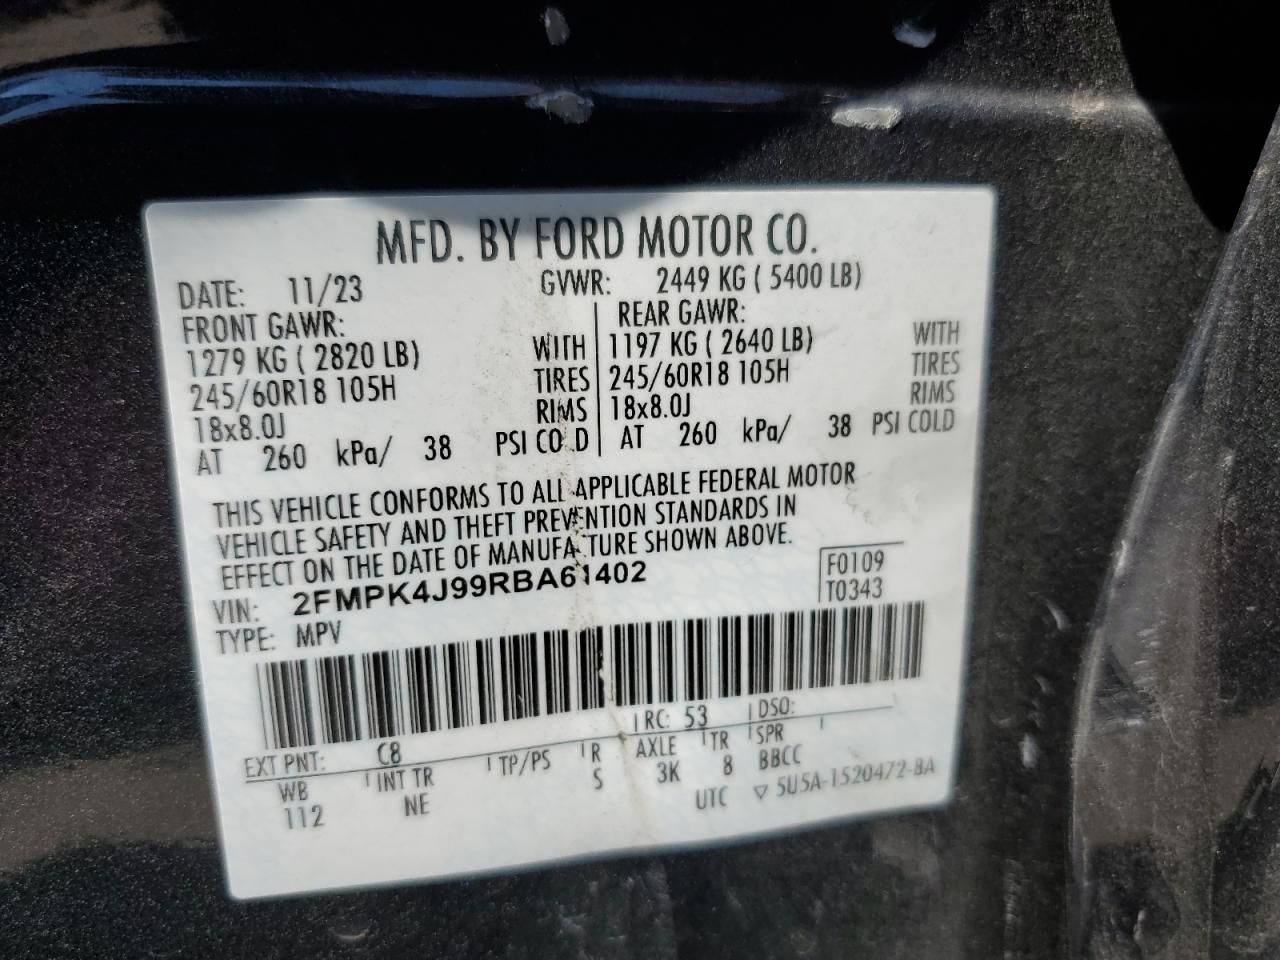 MFD. BY FORD MOTOR CO.
DATE: 11/23 GVWR: 2449 KG ( 5400 LB)
FRONT GAWR: REAR GAWR:
1279 KG ( 2820 LB) WITH 1197 KG ( 2640 LB) WITH
245/60R18 105H TIRES 245/60R18 105H TIRES
18x8.0J RIMS 18x8.0J RIMS
AT 260 kPa/ 38 PSI COLD AT 260 kPa/ 38 PSI COLD
THIS VEHICLE CONFORMS TO ALL APPLICABLE FEDERAL MOTOR
VEHICLE SAFETY AND THEFT PREVENTION STANDARDS IN
EFFECT ON THE DATE OF MANUFACTURE SHOWN ABOVE.
VIN: 2FMPK4J99RBA61402 F0109
TYPE: MPV T0343
EXT PNT: C8 RC: 53 DSO:
WB INT TR TP/PS R AXLE TR SPR
112 NE S 3K 8 BBCC
UTC ▽ 5U5A-1520472-8A